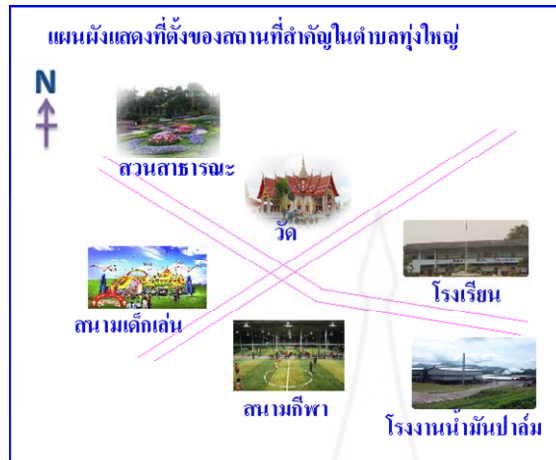 แผนผังแสดงที่ตั้งของสถานที่สำคัญในตำบลทุ่งใหญ่
N
สวนสาธารณะ
วัด
โรงเรียน
สนามเด็กเล่น
สนามกีฬา
โรงงานน้ำมันปาล์ม